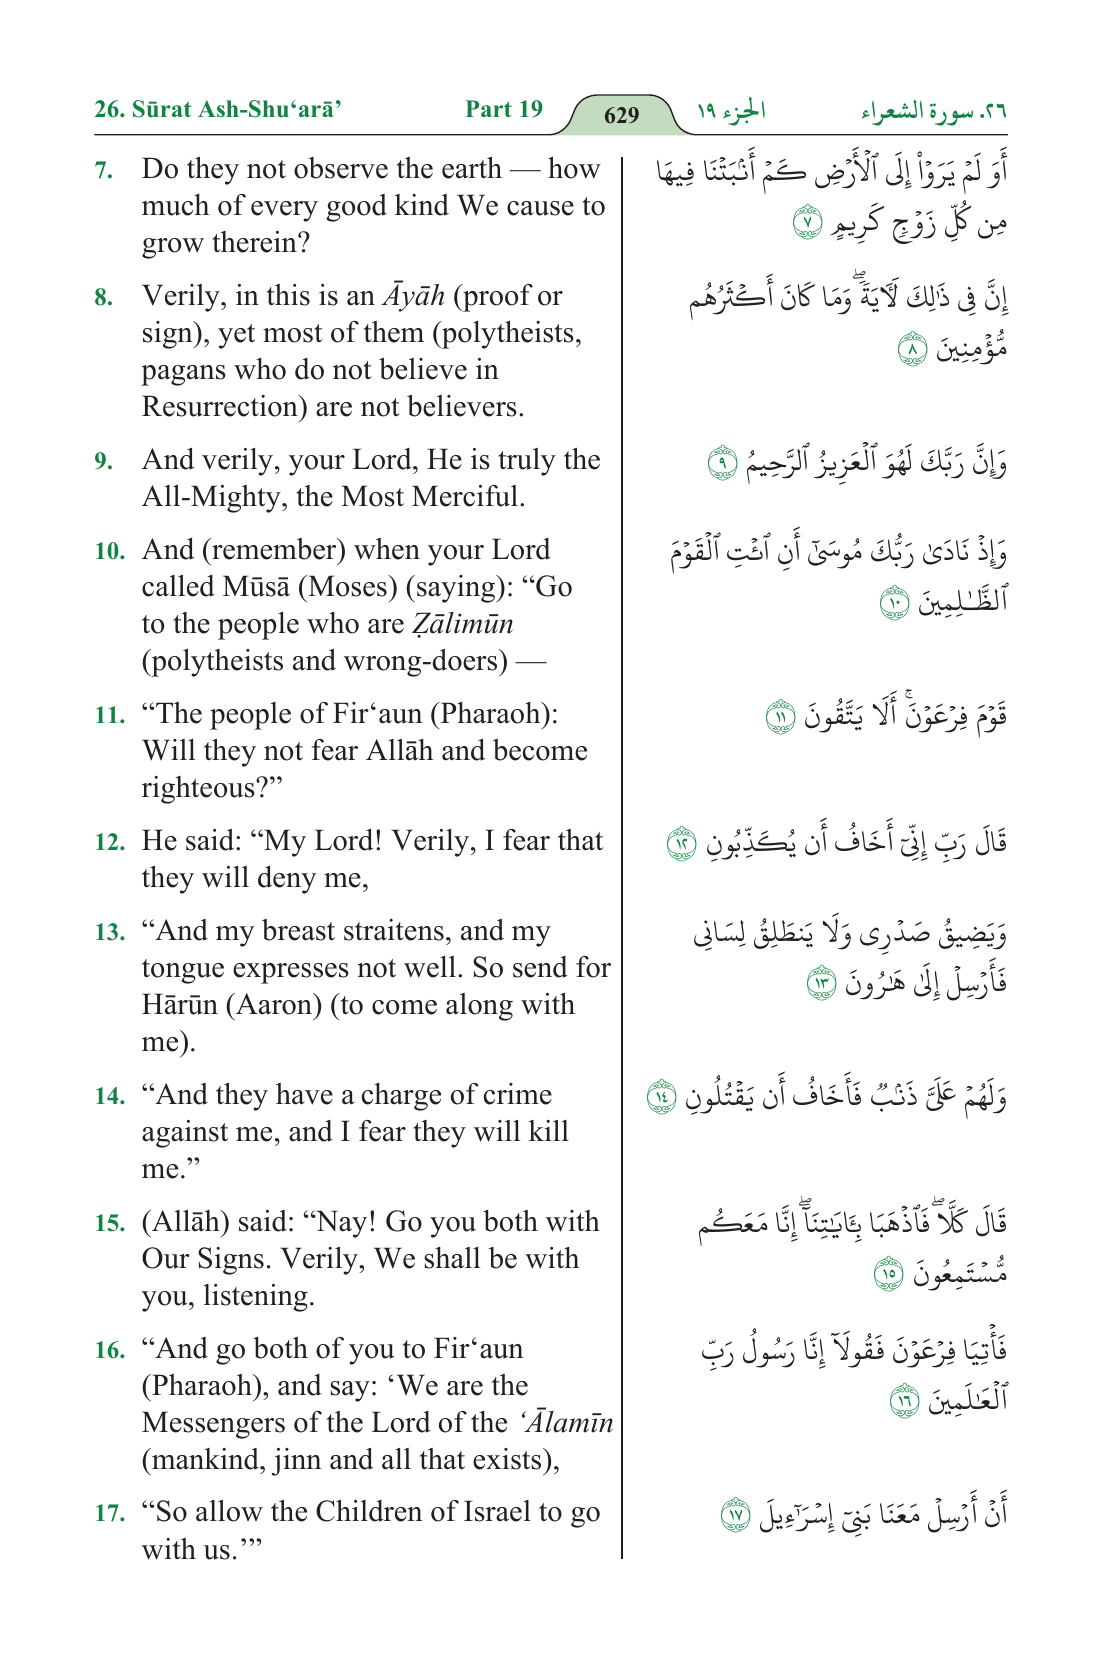 26. Sūrat Ash-Shu‘arā’ Part 19 629 الجزء ١٩ ٢٦. سورة الشعراء
7. Do they not observe the earth — how
much of every good kind We cause to
grow therein?
أَوَ لَمْ يَرَوْا۟ إِلَى ٱلْأَرْضِ كَمْ أَنۢبَتْنَا فِيهَا
مِن كُلِّ زَوْجٍ كَرِيمٍ ٧
8. Verily, in this is an Āyāh (proof or
sign), yet most of them (polytheists,
pagans who do not believe in
Resurrection) are not believers.
إِنَّ فِى ذَٰلِكَ لَـَٔايَةً ۖ وَمَا كَانَ أَكْثَرُهُم
مُّؤْمِنِينَ ٨
9. And verily, your Lord, He is truly the
All-Mighty, the Most Merciful.
وَإِنَّ رَبَّكَ لَهُوَ ٱلْعَزِيزُ ٱلرَّحِيمُ ٩
10. And (remember) when your Lord
called Mūsā (Moses) (saying): “Go
to the people who are Ẓālimūn
(polytheists and wrong-doers) —
وَإِذْ نَادَىٰ رَبُّكَ مُوسَىٰٓ أَنِ ٱئْتِ ٱلْقَوْمَ
ٱلظَّـٰلِمِينَ ١٠
11. “The people of Fir‘aun (Pharaoh):
Will they not fear Allāh and become
righteous?”
قَوْمَ فِرْعَوْنَ ۚ أَلَا يَتَّقُونَ ١١
12. He said: “My Lord! Verily, I fear that
they will deny me,
قَالَ رَبِّ إِنِّىٓ أَخَافُ أَن يُكَذِّبُونِ ١٢
13. “And my breast straitens, and my
tongue expresses not well. So send for
Hārūn (Aaron) (to come along with
me).
وَيَضِيقُ صَدْرِى وَلَا يَنطَلِقُ لِسَانِى
فَأَرْسِلْ إِلَىٰ هَـٰرُونَ ١٣
14. “And they have a charge of crime
against me, and I fear they will kill
me.”
وَلَهُمْ عَلَىَّ ذَنۢبٌ فَأَخَافُ أَن يَقْتُلُونِ ١٤
15. (Allāh) said: “Nay! Go you both with
Our Signs. Verily, We shall be with
you, listening.
قَالَ كَلَّا ۖ فَٱذْهَبَا بِـَٔايَـٰتِنَآ ۖ إِنَّا مَعَكُم
مُّسْتَمِعُونَ ١٥
16. “And go both of you to Fir‘aun
(Pharaoh), and say: ‘We are the
Messengers of the Lord of the ‘Ālamīn
(mankind, jinn and all that exists),
فَأْتِيَا فِرْعَوْنَ فَقُولَآ إِنَّا رَسُولُ رَبِّ
ٱلْعَـٰلَمِينَ ١٦
17. “So allow the Children of Israel to go
with us.’”
أَنْ أَرْسِلْ مَعَنَا بَنِىٓ إِسْرَٰٓءِيلَ ١٧